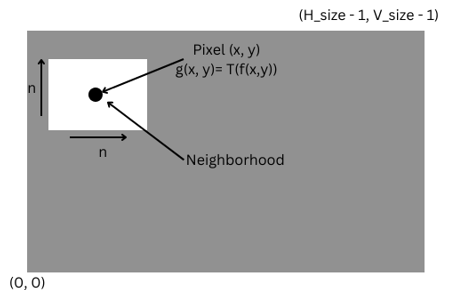 (H_size - 1, V_size - 1)
Pixel (x, y)
g(x, y)= T(f(x,y))
n
n
Neighborhood
(0, 0)